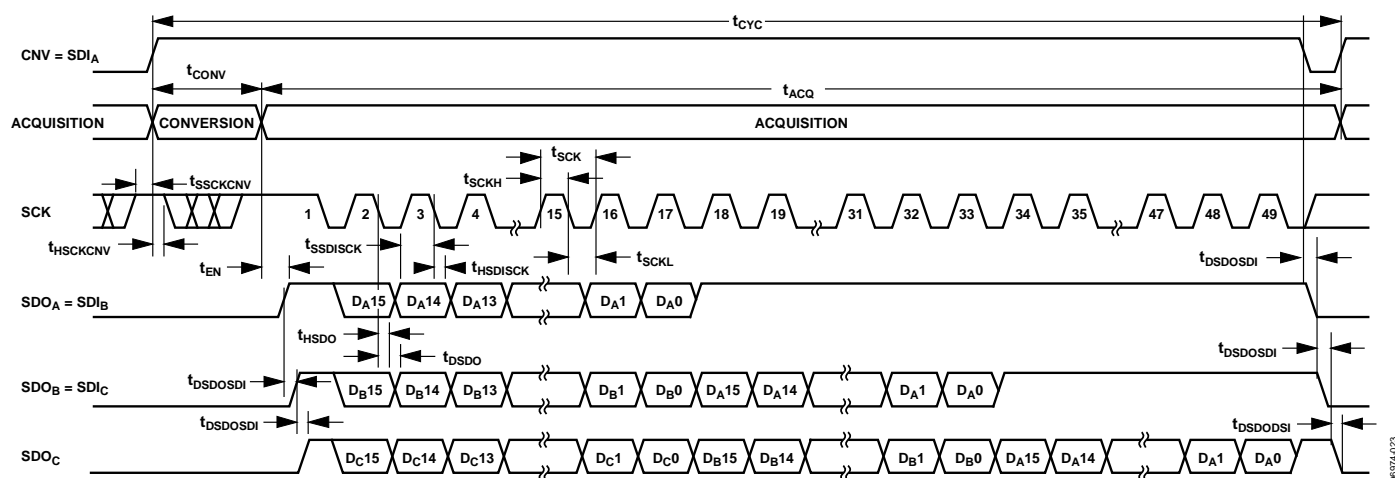 tCYC
CNV = SDIA
tCONV
tACQ
ACQUISITION CONVERSION ACQUISITION
tSCK
tSSCKCNV
tSCKH
SCK 1 2 3 4 15 16 17 18 19 31 32 33 34 35 47 48 49
tHSCKCNV
tSSDISCK
tEN
tHSDISCK
tSCKL
tDSDOSDI
SDOA = SDIB DA15 DA14 DA13 DA1 DA0
tHSDO
tDSDO
tDSDOSDI
tDSDOSDI
SDOB = SDIC DB15 DB14 DB13 DB1 DB0 DA15 DA14 DA1 DA0
tDSDOSDI
tDSDODSI
SDOC DC15 DC14 DC13 DC1 DC0 DB15 DB14 DB1 DB0 DA15 DA14 DA1 DA0
06974-023